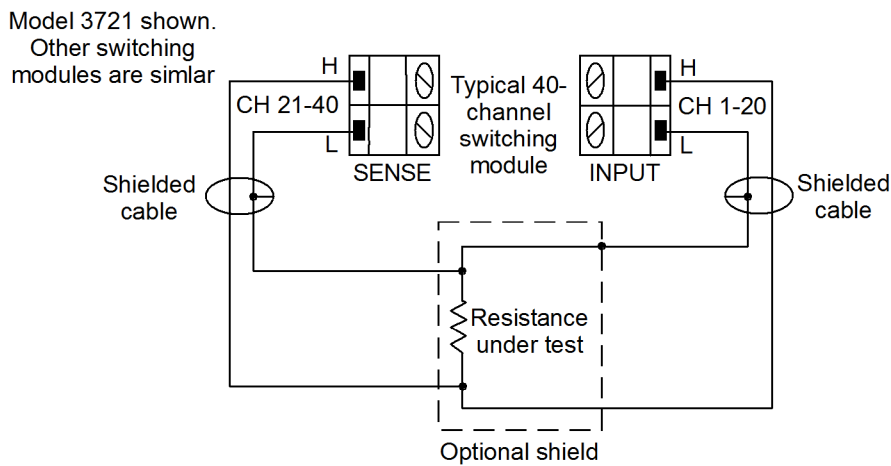 Model 3721 shown.
Other switching
modules are simlar
H
CH 21-40
L
SENSE
Typical 40-
channel
switching
module
H
CH 1-20
L
INPUT
Shielded
cable
Shielded
cable
Resistance
under test
Optional shield